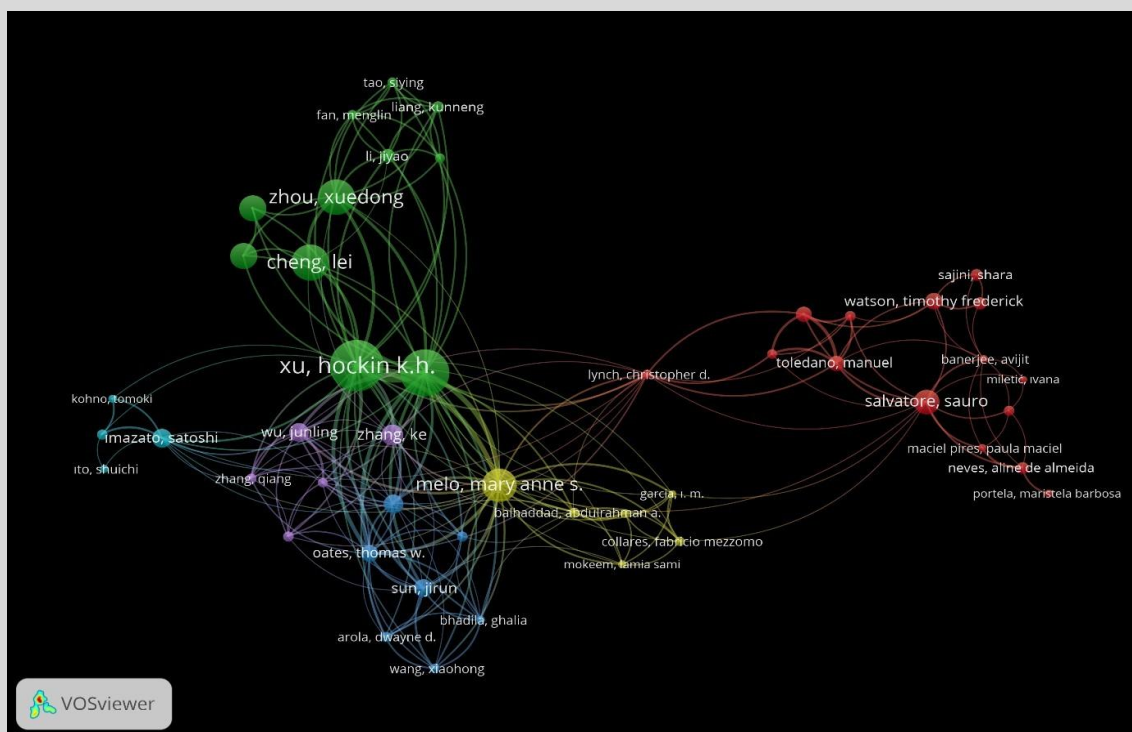 tao, siying
liang, kunneng
fan, menglin
li, jiyao
zhou, xuedong
cheng, lei
sajini, shara
watson, timothy frederick
xu, hockin k.h.
toledano, manuel
banerjee, avijit
lynch, christopher d.
miletic, ivana
kohno, tomoki
salvatore, sauro
wu, junling
zhang, ke
imazato, satoshi
maciel pires, paula maciel
ito, shuichi
neves, aline de almeida
zhang, qiang
melo, mary anne s.
garcia, i. m.
portela, maristela barbosa
balhaddad, abdulrahman a.
collares, fabricio mezzomo
oates, thomas w.
mokeem, lamia sami
sun, jirun
bhadila, ghalia
arola, dwayne d.
wang, xiaohong
VOSviewer